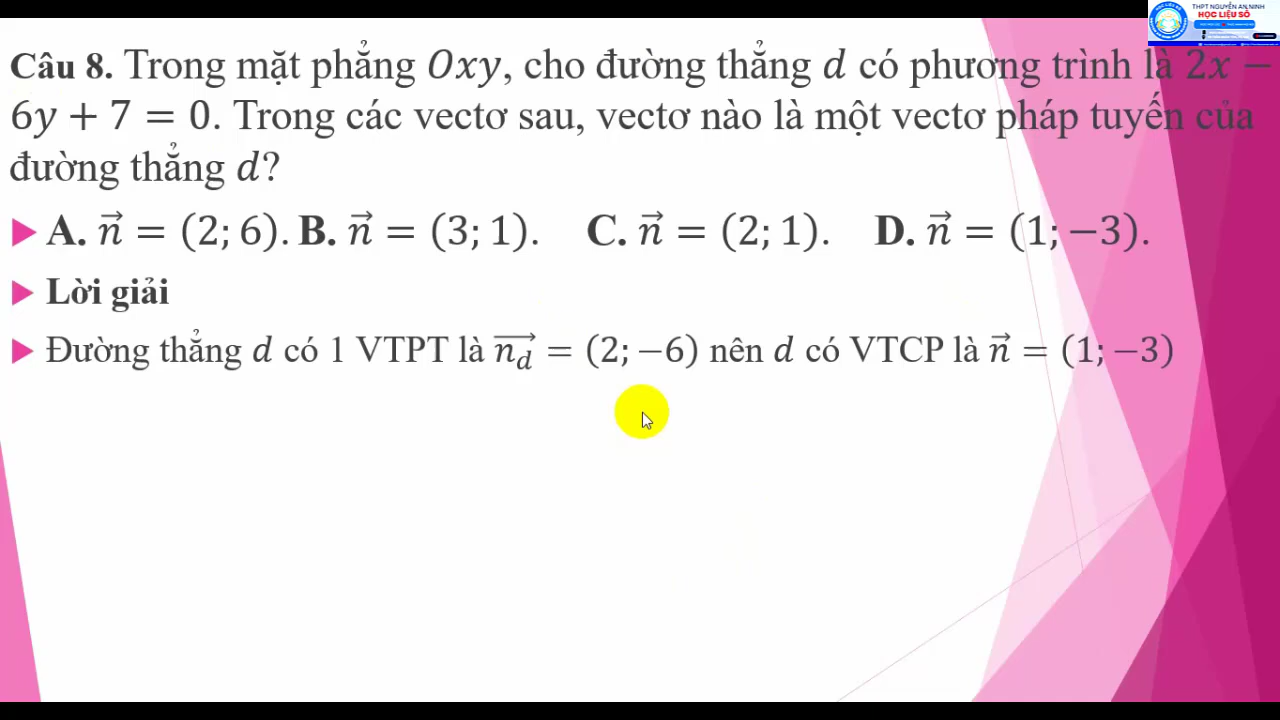 THPT NGUYỄN AN NINH
HỌC LIỆU SỐ
Câu 8. Trong mặt phẳng Oxy, cho đường thẳng d có phương trình là 2x −
6y + 7 = 0. Trong các vectơ sau, vectơ nào là một vectơ pháp tuyến của
đường thẳng d?
A. n⃗ = (2; 6). B. n⃗ = (3; 1). C. n⃗ = (2; 1). D. n⃗ = (1; −3).
Lời giải
Đường thẳng d có 1 VTPT là n_d⃗ = (2; −6) nên d có VTCP là n⃗ = (1; −3)